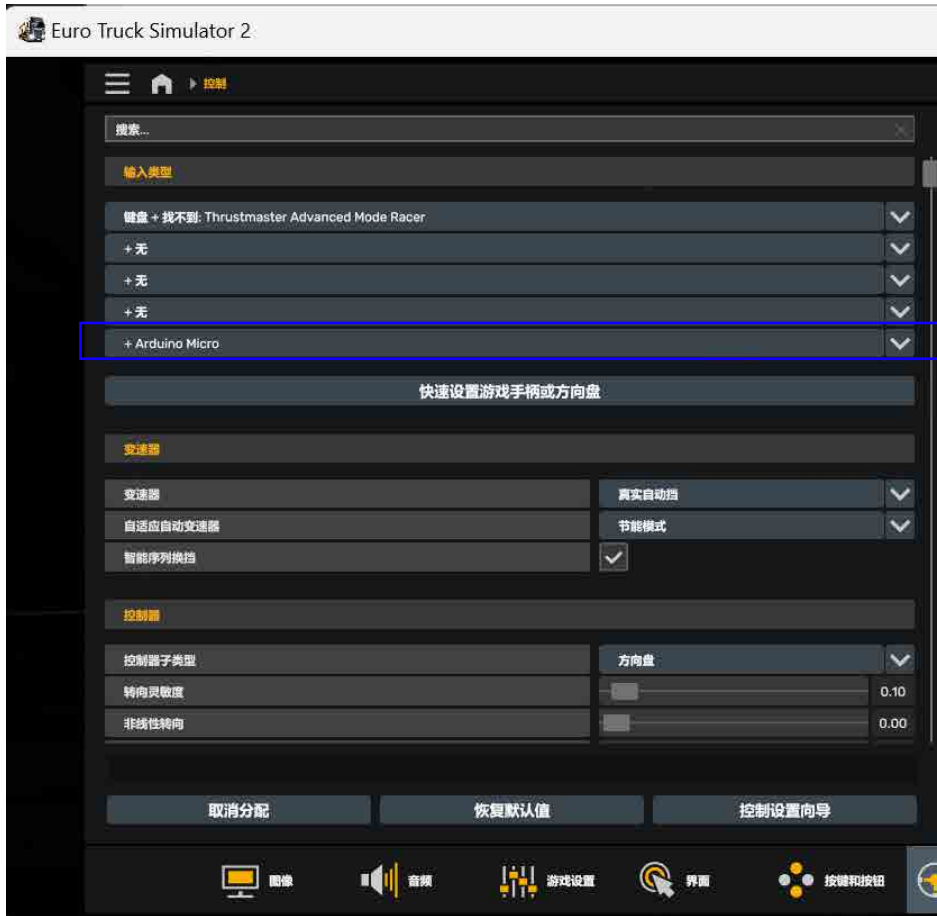 Euro Truck Simulator 2
控制
搜索...
输入类型
键盘 + 找不到: Thrustmaster Advanced Mode Racer
+ 无
+ 无
+ 无
+ Arduino Micro
快速设置游戏手柄或方向盘
变速器
变速器 真实自动挡
自适应自动变速器 节能模式
智能序列换挡
控制器
控制器子类型 方向盘
转向灵敏度 0.10
非线性转向 0.00
取消分配 恢复默认值 控制设置向导
图像 音频 游戏设置 界面 按键和按钮